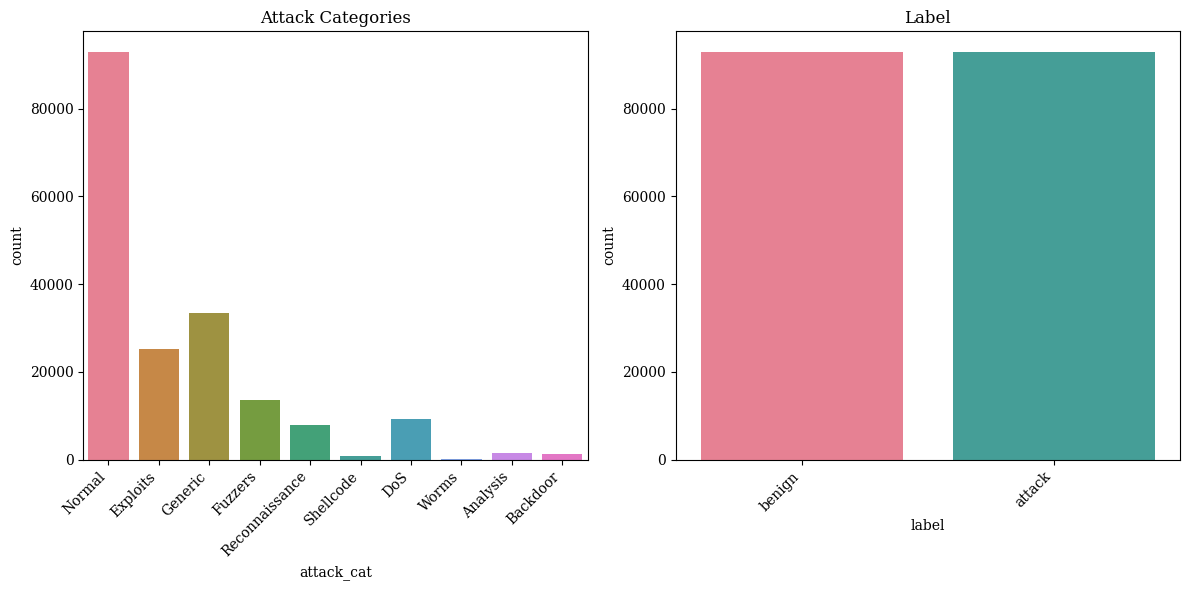 Attack Categories
count
80000
60000
40000
20000
0
Normal
Exploits
Generic
Fuzzers
Reconnaissance
Shellcode
DoS
Worms
Analysis
Backdoor
attack_cat
Label
count
80000
60000
40000
20000
0
benign
attack
label